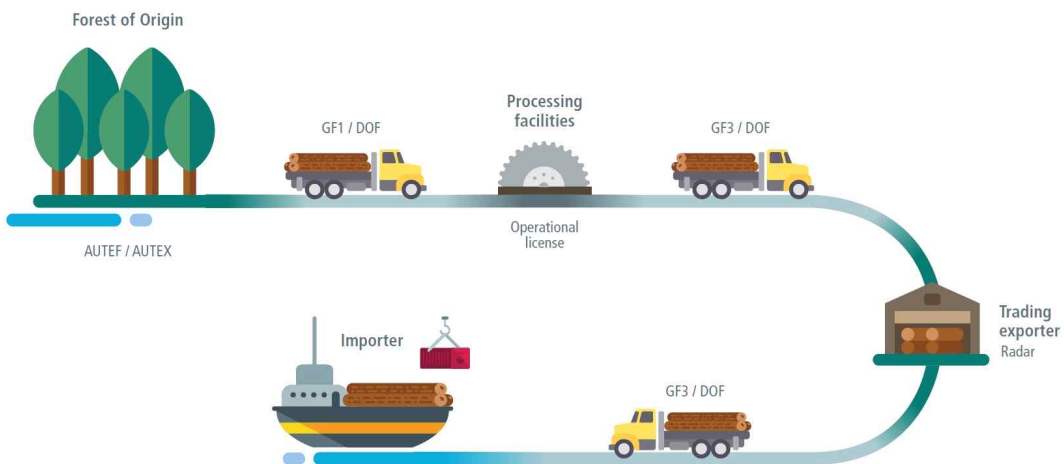 Forest of Origin
GF1 / DOF
Processing
facilities
GF3 / DOF
Operational
license
AUTEF / AUTEX
Trading
exporter
Radar
Importer
GF3 / DOF